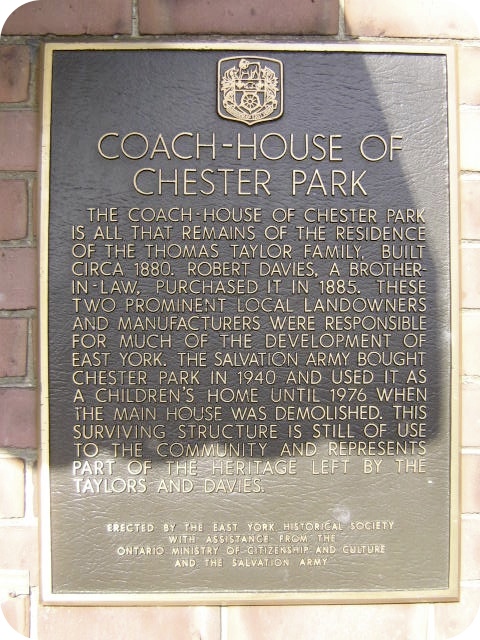 COACH-HOUSE OF
CHESTER PARK
THE COACH-HOUSE OF CHESTER PARK
IS ALL THAT REMAINS OF THE RESIDENCE
OF THE THOMAS TAYLOR FAMILY, BUILT
CIRCA 1880. ROBERT DAVIES, A BROTHER-
IN-LAW, PURCHASED IT IN 1885. THESE
TWO PROMINENT LOCAL LANDOWNERS
AND MANUFACTURERS WERE RESPONSIBLE
FOR MUCH OF THE DEVELOPMENT OF
EAST YORK. THE SALVATION ARMY BOUGHT
CHESTER PARK IN 1940 AND USED IT AS
A CHILDREN'S HOME UNTIL 1976 WHEN
THE MAIN HOUSE WAS DEMOLISHED. THIS
SURVIVING STRUCTURE IS STILL OF USE
TO THE COMMUNITY AND REPRESENTS
PART OF THE HERITAGE LEFT BY THE
TAYLORS AND DAVIES.
ERECTED BY THE EAST YORK HISTORICAL SOCIETY
WITH ASSISTANCE FROM THE
ONTARIO MINISTRY OF CITIZENSHIP AND CULTURE
AND THE SALVATION ARMY